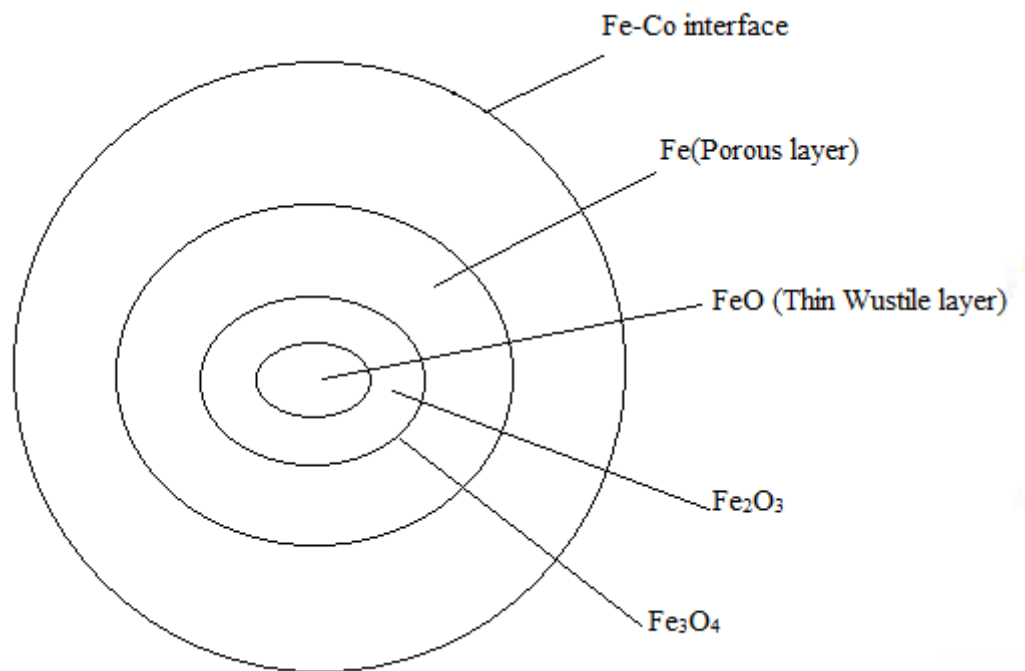 Fe-Co interface
Fe(Porous layer)
FeO (Thin Wustile layer)
Fe₂O₃
Fe₃O₄